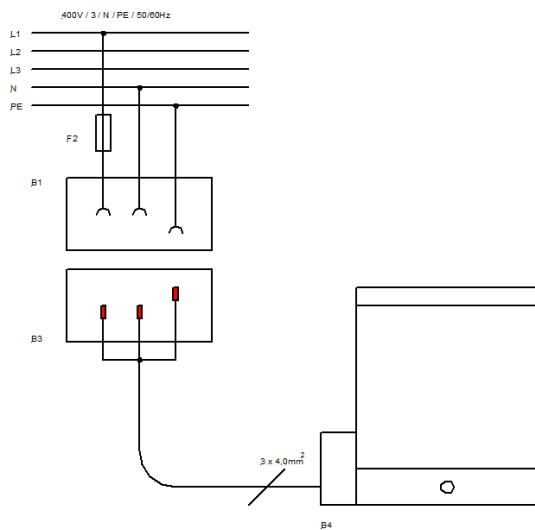 400V / 3 / N / PE / 50/60Hz
L1
L2
L3
N
PE
F2
B1
B3
3 x 4,0mm²
B4